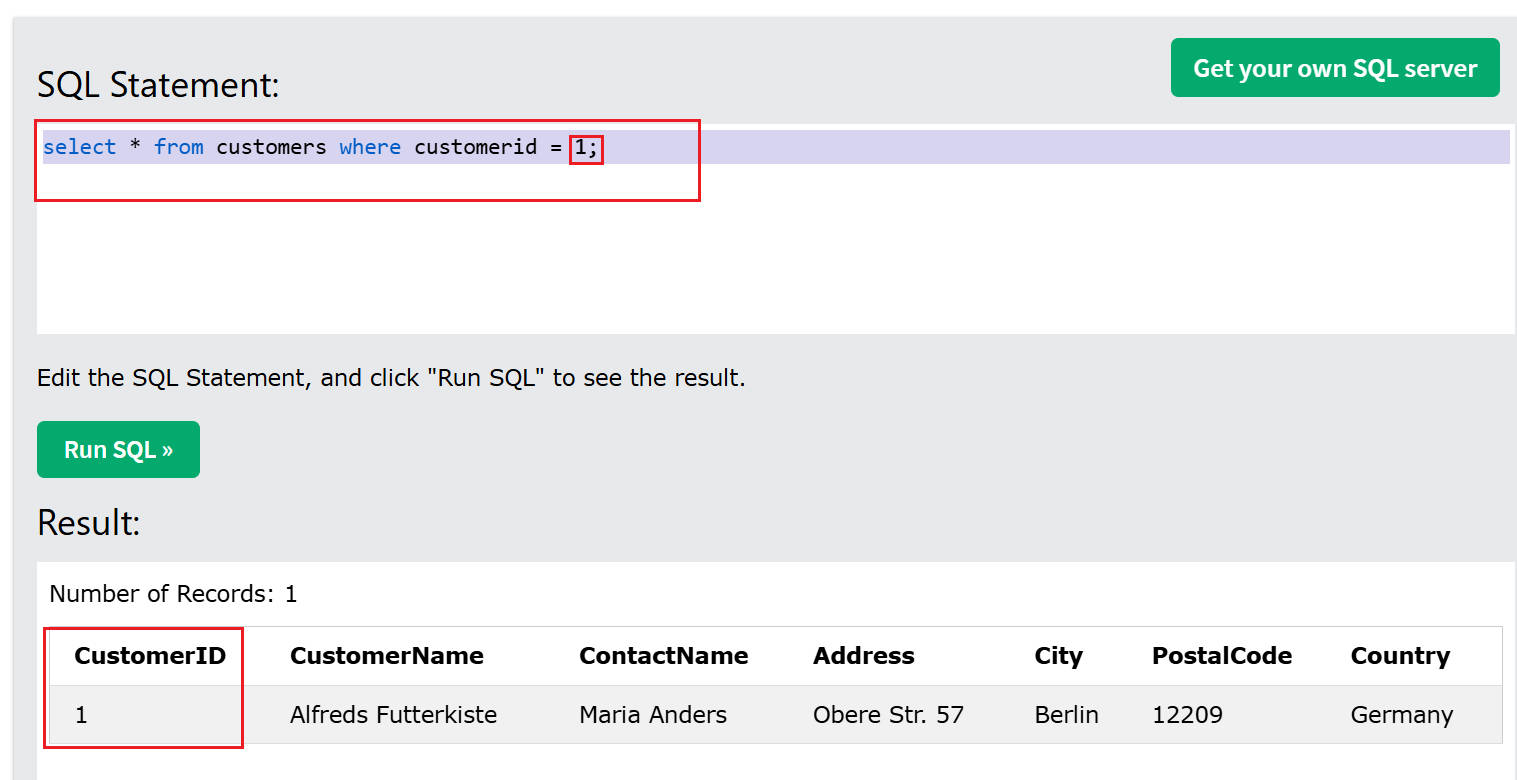 Get your own SQL server
SQL Statement:
select * from customers where customerid = 1;
Edit the SQL Statement, and click "Run SQL" to see the result.
Run SQL »
Result:
Number of Records: 1
CustomerID CustomerName ContactName Address City PostalCode Country
1 Alfreds Futterkiste Maria Anders Obere Str. 57 Berlin 12209 Germany